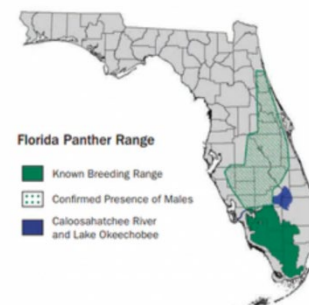 Florida Panther Range
Known Breeding Range
Confirmed Presence of Males
Caloosahatchee River
and Lake Okeechobee